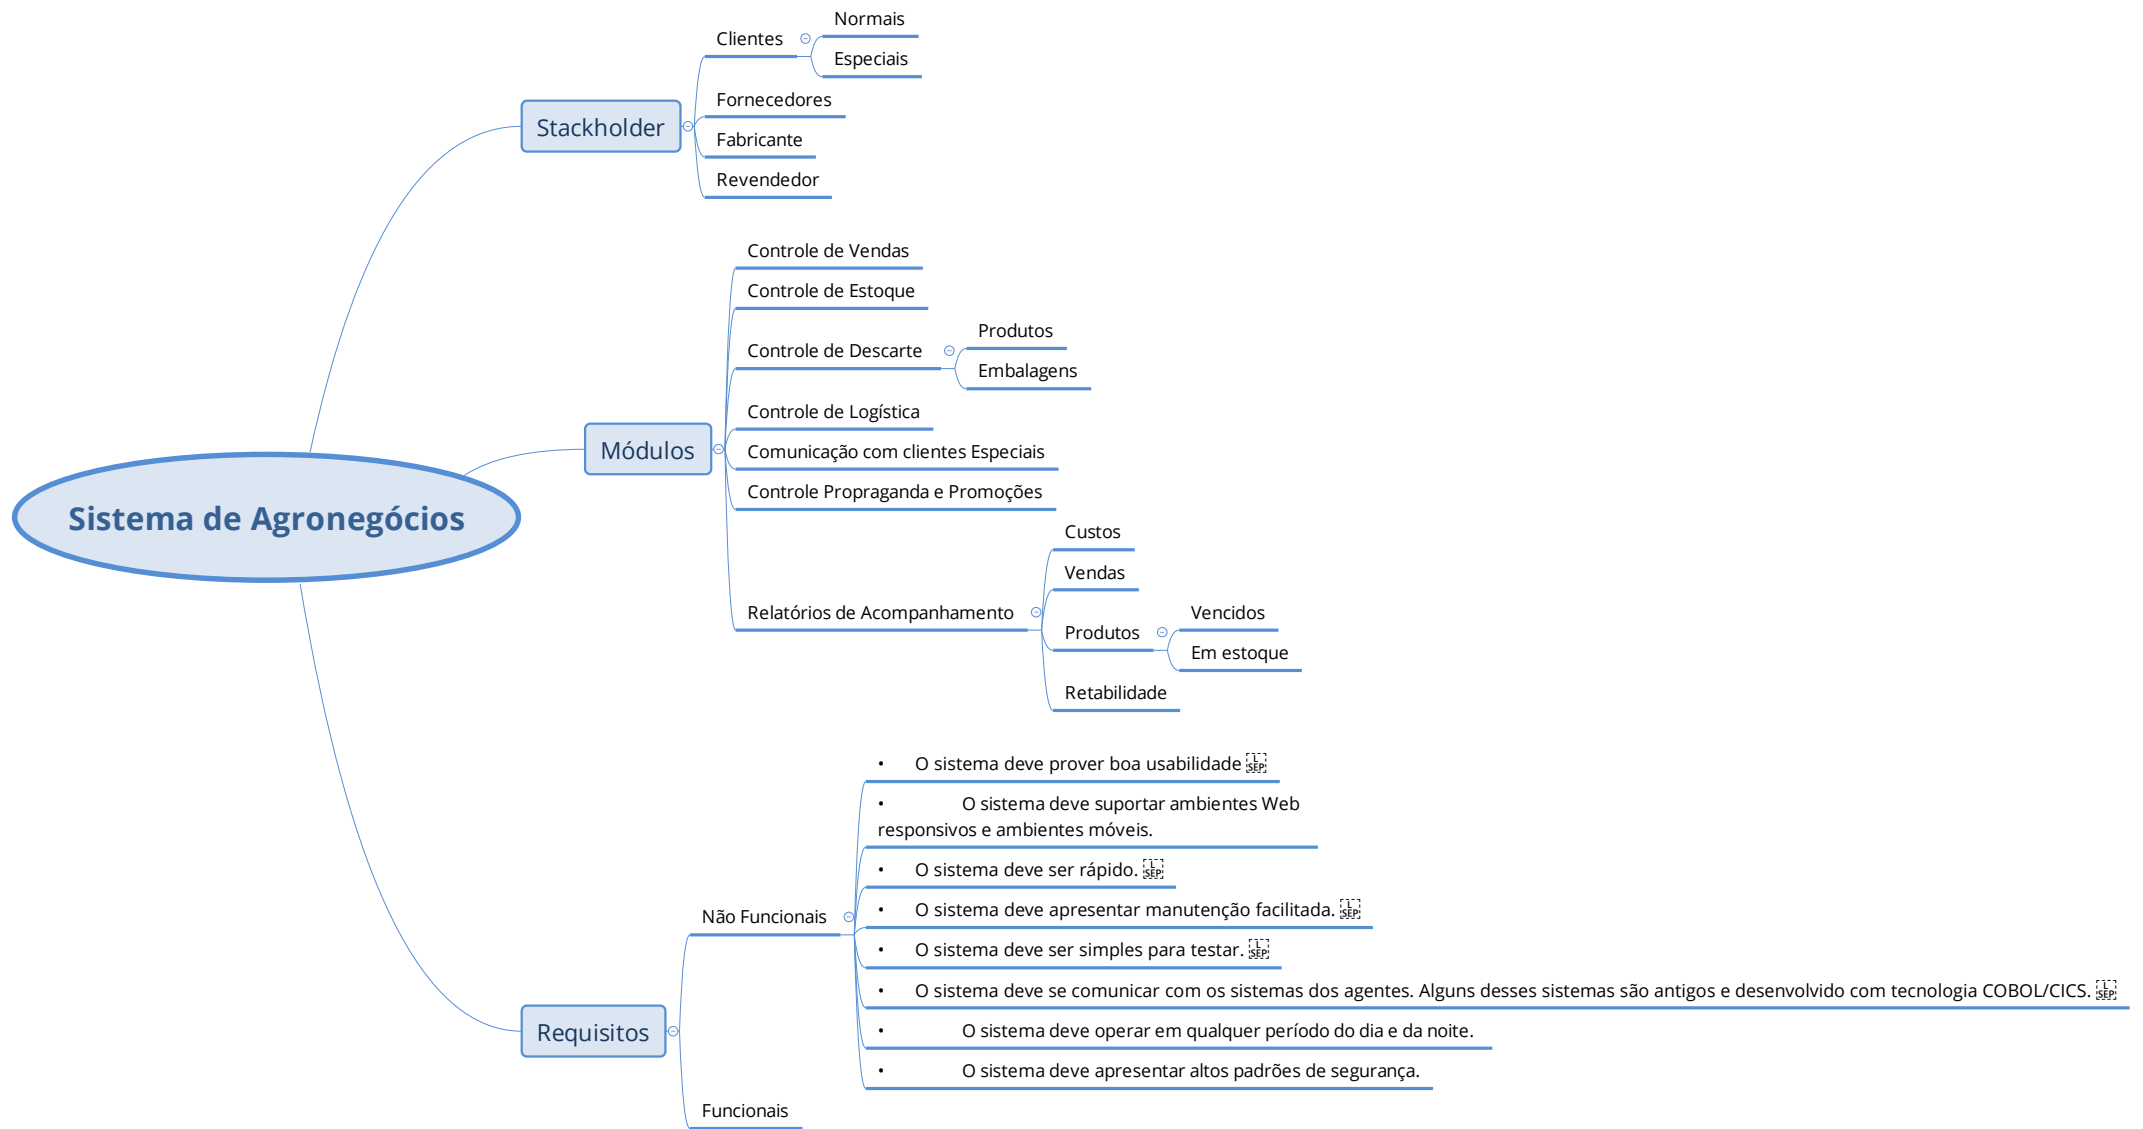 Sistema de Agronegócios
Stackholder
Clientes
Normais
Especiais
Fornecedores
Fabricante
Revendedor
Módulos
Controle de Vendas
Controle de Estoque
Controle de Descarte
Produtos
Embalagens
Controle de Logística
Comunicação com clientes Especiais
Controle Propraganda e Promoções
Relatórios de Acompanhamento
Custos
Vendas
Produtos
Vencidos
Em estoque
Retabilidade
Requisitos
Não Funcionais
• O sistema deve prover boa usabilidade L SEP
• O sistema deve suportar ambientes Web
responsivos e ambientes móveis.
• O sistema deve ser rápido. L SEP
• O sistema deve apresentar manutenção facilitada. L SEP
• O sistema deve ser simples para testar. L SEP
• O sistema deve se comunicar com os sistemas dos agentes. Alguns desses sistemas são antigos e desenvolvido com tecnologia COBOL/CICS. L SEP
• O sistema deve operar em qualquer período do dia e da noite.
• O sistema deve apresentar altos padrões de segurança.
Funcionais